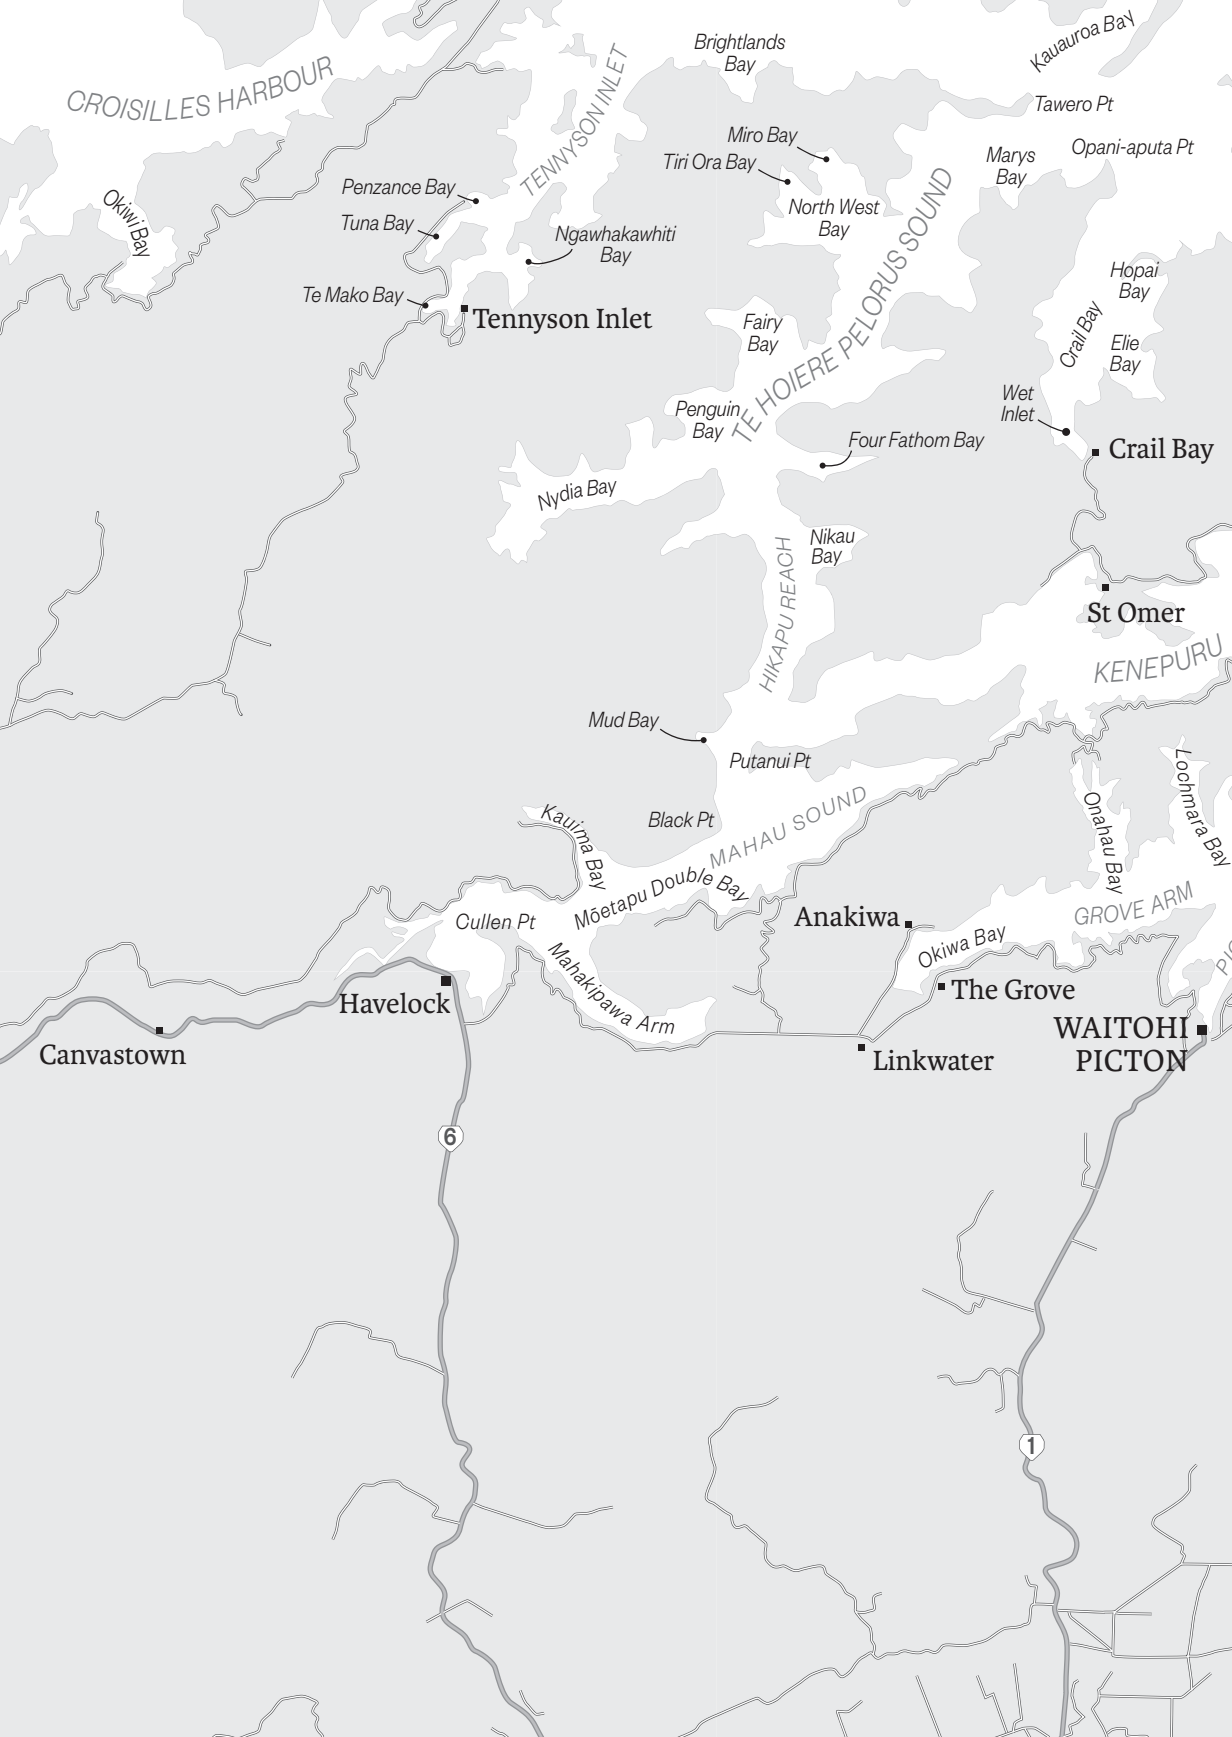 Kauauroa Bay
Brightlands
Bay
CROISILLES HARBOUR
TENNYSON INLET
Tawero Pt
Miro Bay
Tiri Ora Bay
Marys
Bay
Opani-aputa Pt
Penzance Bay
Okiwi Bay
Tuna Bay
North West
Bay
Ngawhakawhiti
Bay
TE HOIERE PELORUS SOUND
Hopai
Bay
Te Mako Bay
Tennyson Inlet
Fairy
Bay
Crail Bay
Elie
Bay
Penguin
Bay
Wet
Inlet
Four Fathom Bay
Crail Bay
Nydia Bay
Nikau
Bay
HIKAPU REACH
St Omer
KENEPURU
Mud Bay
Putanui Pt
Lochmara Bay
Black Pt
MAHAU SOUND
Onahau Bay
Kauima Bay
Mōetapu Double Bay
Cullen Pt
Anakiwa
GROVE ARM
Okiwa Bay
PIC
Mahakipawa Arm
Havelock
The Grove
Canvastown
Linkwater
WAITOHI
PICTON
6
1